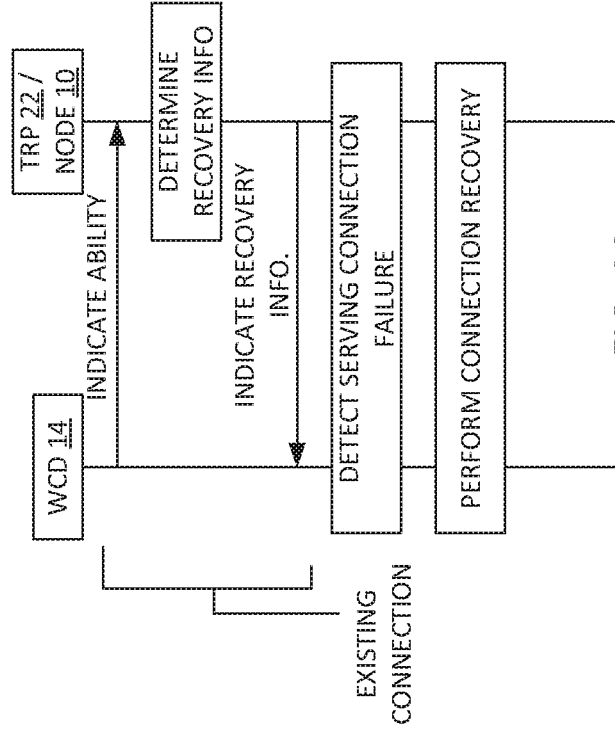 WCD 14
TRP 22 /
NODE 10
INDICATE ABILITY
DETERMINE
RECOVERY INFO
INDICATE RECOVERY
INFO.
EXISTING
CONNECTION
DETECT SERVING CONNECTION
FAILURE
PERFORM CONNECTION RECOVERY